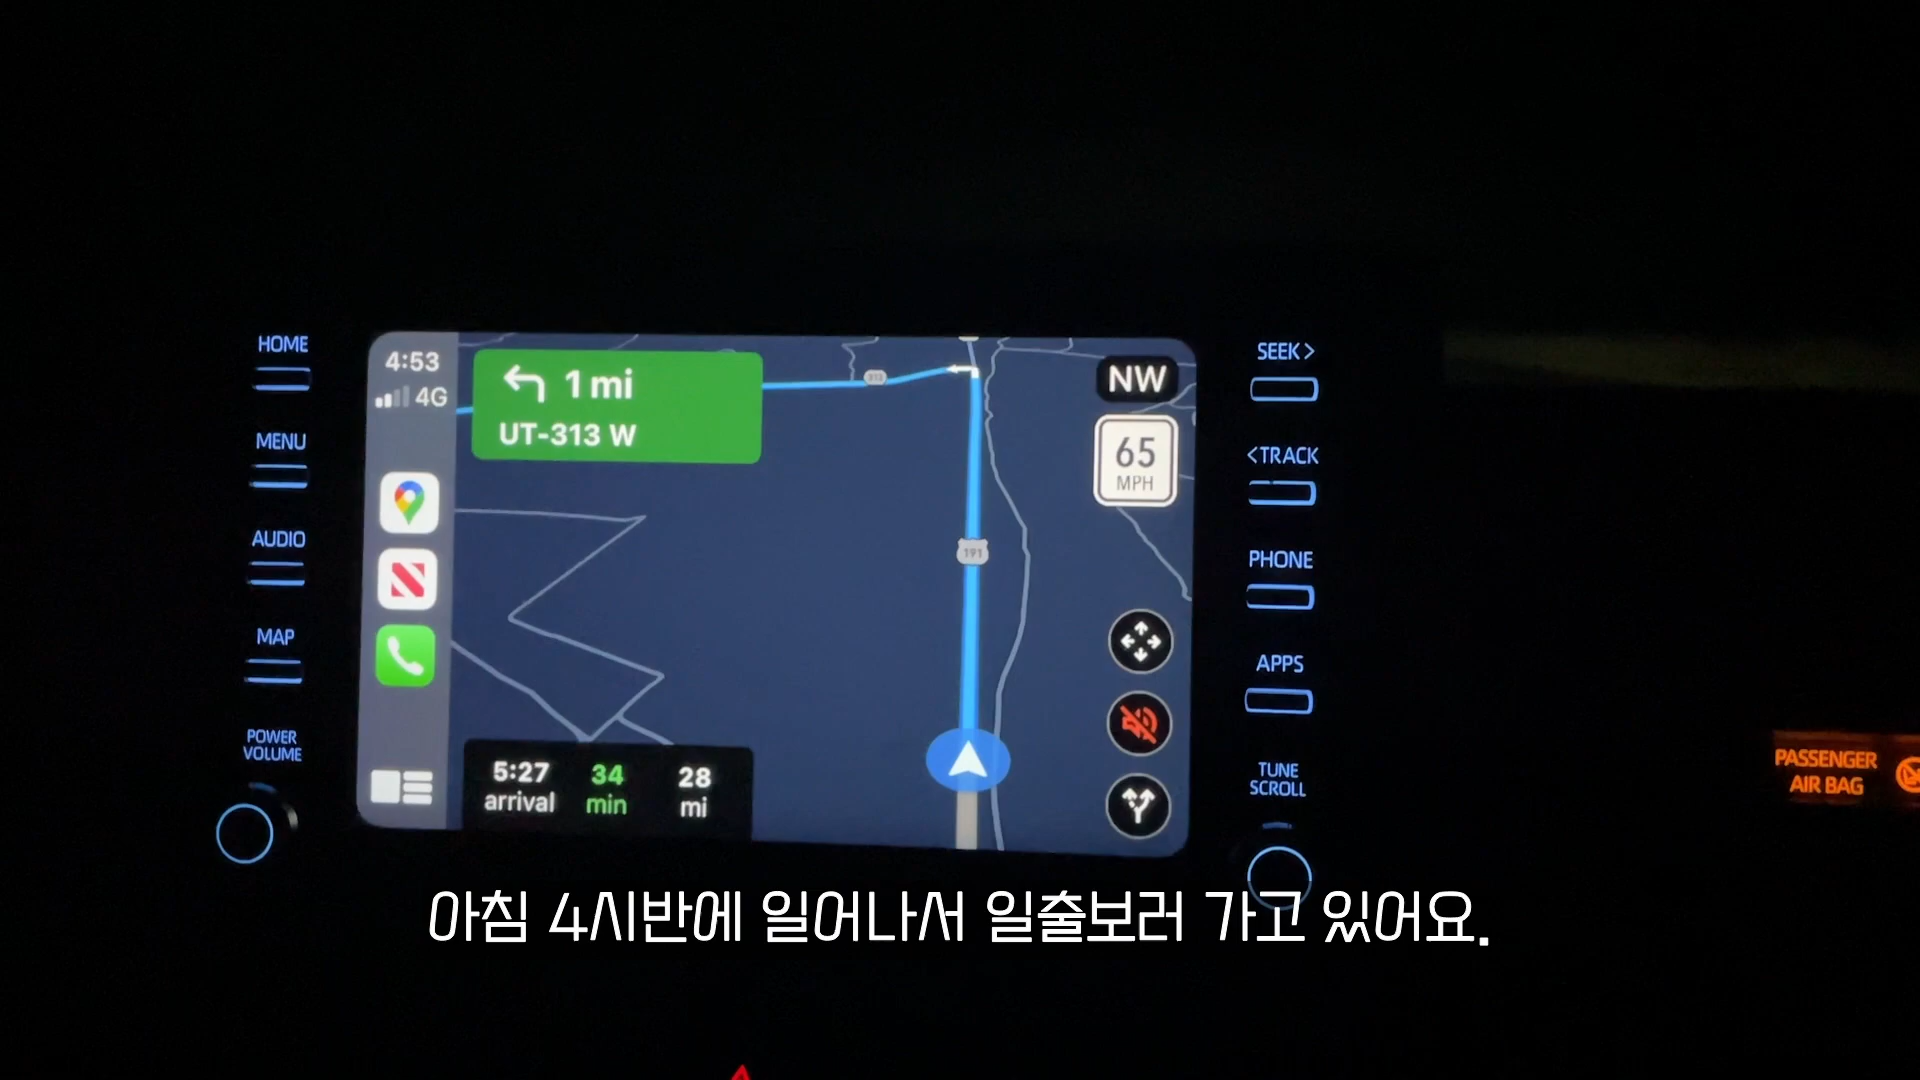 HOME
MENU
AUDIO
MAP
POWER
VOLUME
4:53
4G
1 mi
UT-313 W
313
191
NW
65
MPH
5:27
arrival
34
min
28
mi
SEEK>
<TRACK
PHONE
APPS
TUNE
SCROLL
PASSENGER
AIR BAG
아침 4시반에 일어나서 일출보러 가고 있어요.